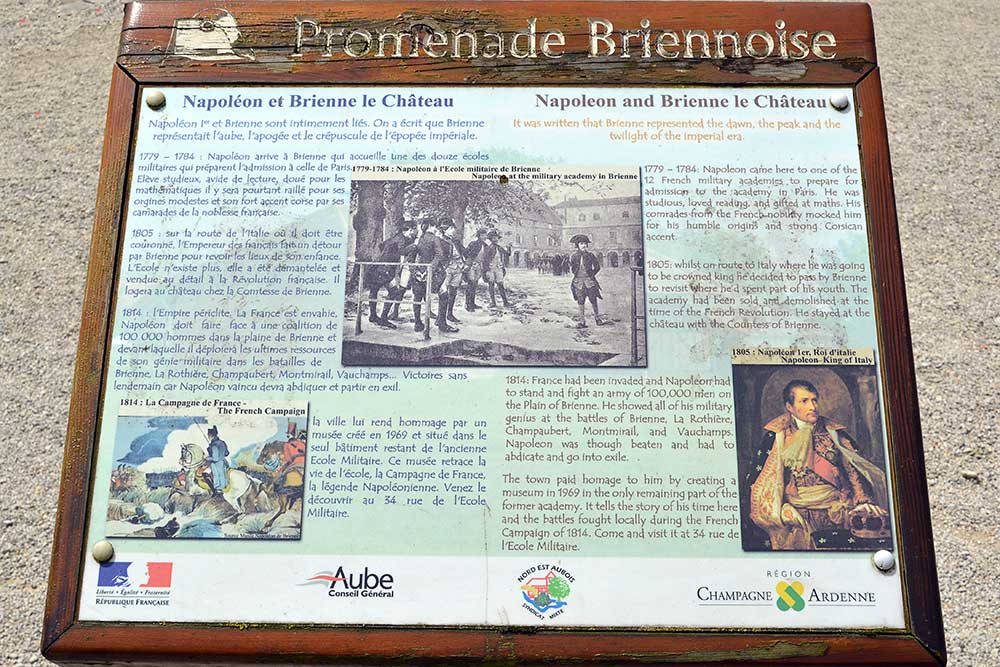 Promenade Briennoise
Napoléon et Brienne le Château
Napoléon 1er et Brienne sont intimement liés. On a écrit que Brienne
représentait l'aube, l'apogée et le crépuscule de l'épopée impériale.
1779 – 1784 : Napoléon arrive à Brienne qui accueille une des douze écoles
militaires qui préparent l'admission à celle de Paris.
Elève studieux, avide de lecture, doué pour les
mathématiques il y sera pourtant raillé pour ses
origines modestes et son fort accent corse par ses
camarades de la noblesse française.
1805 : sur la route de l'Italie où il doit être
couronné, l'Empereur des français fait un détour
par Brienne pour revoir les lieux de son enfance.
L'Ecole n'existe plus, elle a été démantelée et
vendue au détail à la Révolution française. Il
logera au château chez la Comtesse de Brienne.
1814 : l'Empire périclite. La France est envahie,
Napoléon doit faire face à une coalition de
100 000 hommes dans la plaine de Brienne et
devant laquelle il déploiera les ultimes ressources
de son génie militaire dans les batailles de
Brienne, La Rothière, Champaubert, Montmirail, Vauchamps... Victoires sans
lendemain car Napoléon vaincu devra abdiquer et partir en exil.
1814 : La Campagne de France -
The French Campaign
la ville lui rend hommage par un
musée créé en 1969 et situé dans le
seul bâtiment restant de l'ancienne
Ecole Militaire. Ce musée retrace la
vie de l'école, la Campagne de France,
la légende Napoléonienne. Venez le
découvrir au 34 rue de l'Ecole
Militaire.
1779-1784 : Napoléon à l'Ecole militaire de Brienne
Napoleon at the military academy in Brienne
Napoleon and Brienne le Château
It was written that Brienne represented the dawn, the peak and the
twilight of the imperial era.
1779 – 1784: Napoleon came here to one of the
12 French military academies to prepare for
admission to the academy in Paris. He was
studious, loved reading, and gifted at maths. His
comrades from the French nobility mocked him
for his humble origins and strong Corsican
accent.
1805: whilst on route to Italy where he was going
to be crowned king he decided to pass by Brienne
to revisit where he'd spent part of his youth. The
academy had been sold and demolished at the
time of the French Revolution. He stayed at the
château with the Countess of Brienne.
1805 : Napoléon 1er, Roi d'italie
Napoleon King of Italy
1814: France had been invaded and Napoleon had
to stand and fight an army of 100,000 men on
the Plain of Brienne. He showed all of his military
genius at the battles of Brienne, La Rothière,
Champaubert, Montmirail, and Vauchamps.
Napoleon was though beaten and had to
abdicate and go into exile.
The town paid homage to him by creating a
museum in 1969 in the only remaining part of the
former academy. It tells the story of his time here
and the battles fought locally during the French
Campaign of 1814. Come and visit it at 34 rue de
l'Ecole Militaire.
Liberté • Égalité • Fraternité
RÉPUBLIQUE FRANÇAISE
Aube
Conseil Général
NORD EST AUBOIS
SYNDICAT MIXTE
RÉGION
CHAMPAGNE ARDENNE